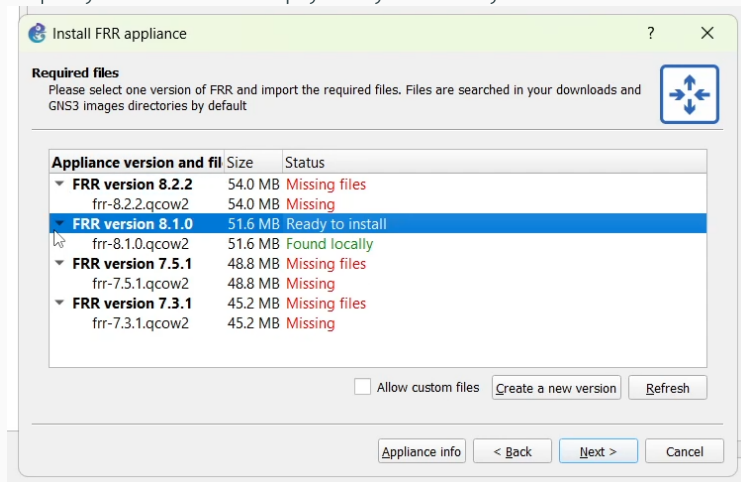 Install FRR appliance
?
Required files
Please select one version of FRR and import the required files. Files are searched in your downloads and
GNS3 images directories by default
Appliance version and fil Size Status
FRR version 8.2.2 54.0 MB Missing files
frr-8.2.2.qcow2 54.0 MB Missing
FRR version 8.1.0 51.6 MB Ready to install
frr-8.1.0.qcow2 51.6 MB Found locally
FRR version 7.5.1 48.8 MB Missing files
frr-7.5.1.qcow2 48.8 MB Missing
FRR version 7.3.1 45.2 MB Missing files
frr-7.3.1.qcow2 45.2 MB Missing
Allow custom files Create a new version Refresh
Appliance info < Back Next > Cancel